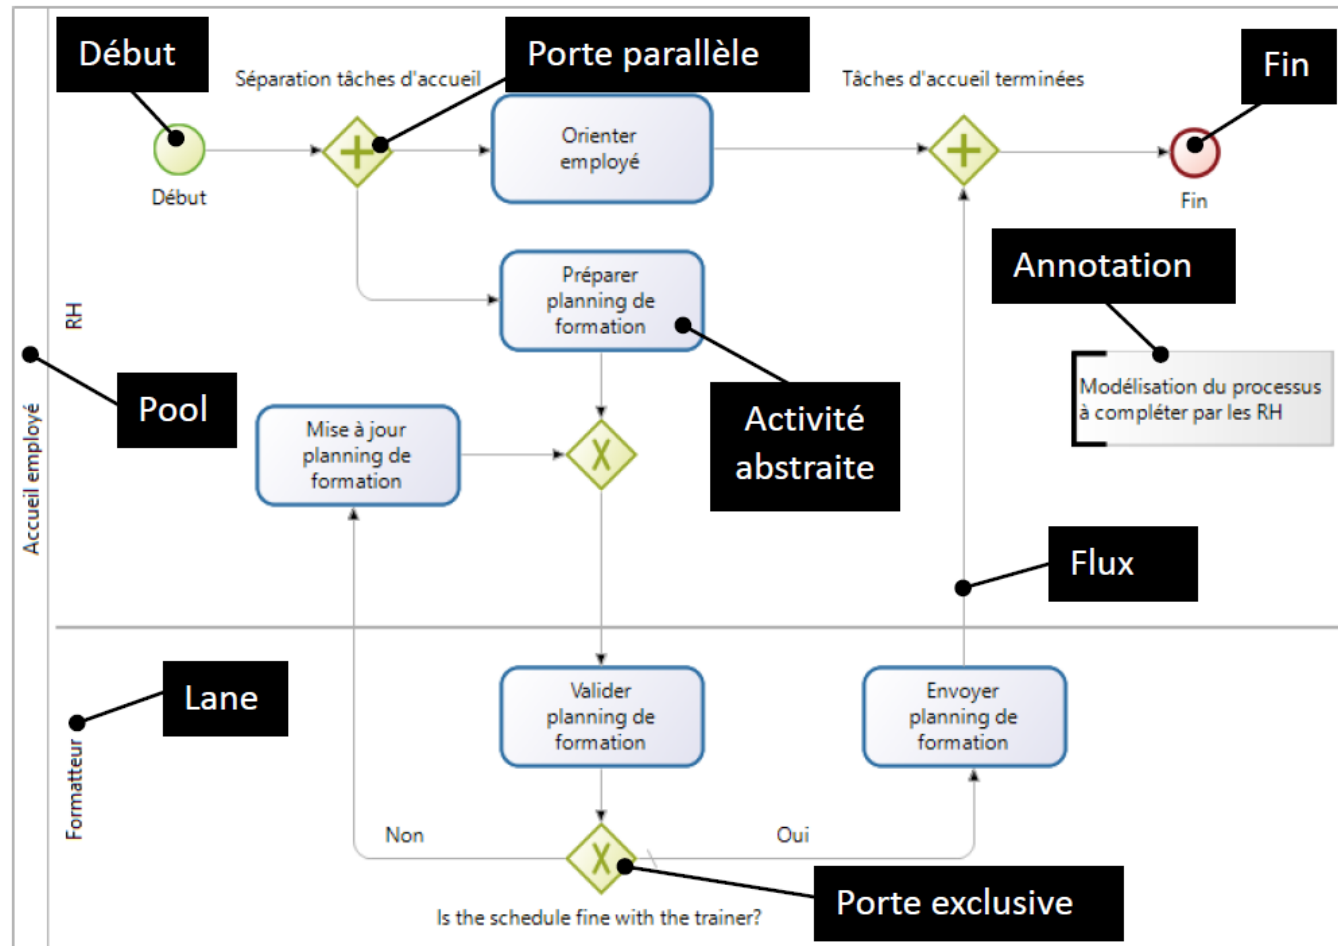 Début
Porte parallèle
Fin
Séparation tâches d'accueil
Tâches d'accueil terminées
Orienter
employé
Début
Fin
Annotation
Préparer
planning de
formation
RH
Modélisation du processus
à compléter par les RH
Pool
Activité
abstraite
Mise à jour
planning de
formation
Accueil employé
Flux
Lane
Valider
planning de
formation
Envoyer
planning de
formation
Formatteur
Non
Oui
Porte exclusive
Is the schedule fine with the trainer?